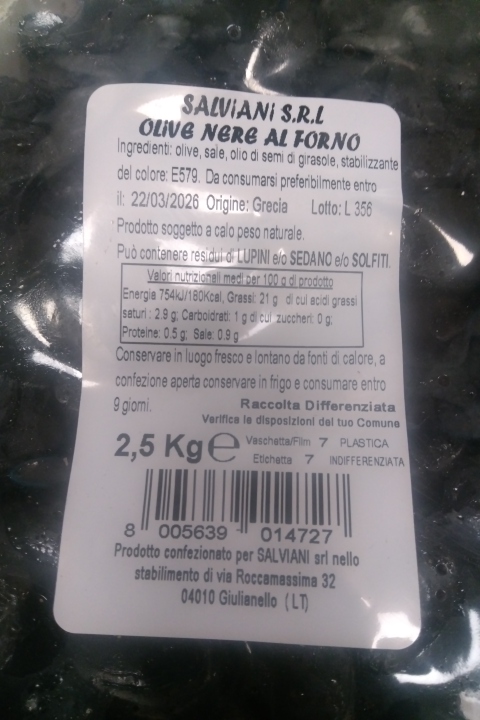 SALVIANI S.R.L
OLIVE NERE AL FORNO
Ingredienti: olive, sale, olio di semi di girasole, stabilizzante
del colore: E579. Da consumarsi preferibilmente entro
il: 22/03/2026 Origine: Grecia Lotto: L 356
Prodotto soggetto a calo peso naturale.
Può contenere residui di LUPINI e/o SEDANO e/o SOLFITI.
Valori nutrizionali medi per 100 g di prodotto
Energia 754kJ/180Kcal, Grassi: 21 g di cui acidi grassi
saturi : 2.9 g; Carboidrati: 1 g di cui zuccheri: 0 g;
Proteine: 0.5 g; Sale: 0.9 g
Conservare in luogo fresco e lontano da fonti di calore, a
confezione aperta conservare in frigo e consumare entro
9 giorni.
Raccolta Differenziata
Verifica le disposizioni del tuo Comune
2,5 Kg ℮ Vaschetta/Film 7 PLASTICA
Etichetta 7 INDIFFERENZIATA
8 005639 014727
Prodotto confezionato per SALVIANI srl nello
stabilimento di via Roccamassima 32
04010 Giulianello (LT)